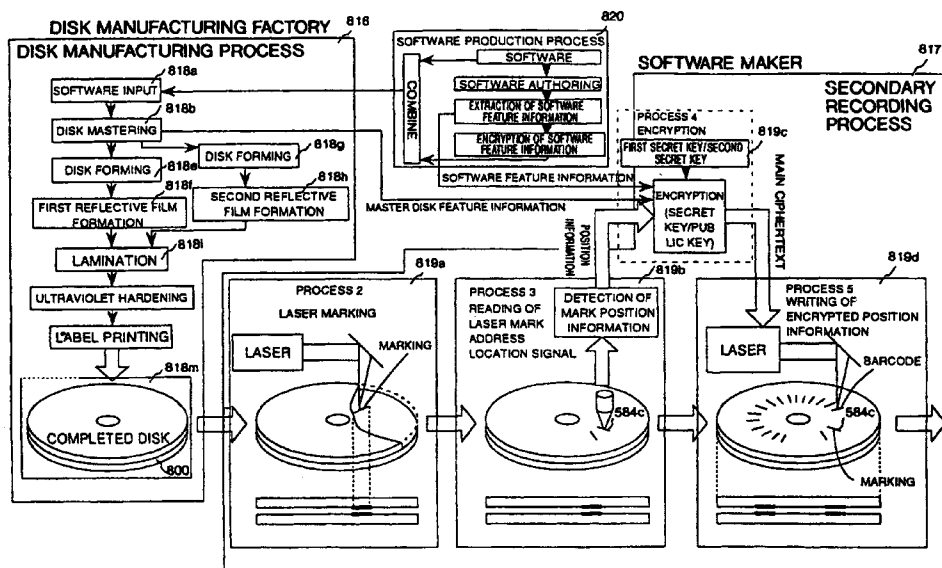 DISK MANUFACTURING FACTORY
816
DISK MANUFACTURING PROCESS
818a
SOFTWARE INPUT
818b
DISK MASTERING
818g
DISK FORMING
818e
DISK FORMING
818f
818h
FIRST REFLECTIVE FILM
FORMATION
SECOND REFLECTIVE
FILM FORMATION
818i
LAMINATION
ULTRAVIOLET HARDENING
LABEL PRINTING
818m
COMPLETED DISK
800
820
SOFTWARE PRODUCTION PROCESS
SOFTWARE
SOFTWARE AUTHORING
EXTRACTION OF SOFTWARE
FEATURE INFORMATION
ENCRYPTION OF SOFTWARE
FEATURE INFORMATION
COMBINE
SOFTWARE FEATURE INFORMATION
MASTER DISK FEATURE INFORMATION
817
SOFTWARE MAKER
SECONDARY
RECORDING
PROCESS
PROCESS 4
ENCRYPTION
819c
FIRST SECRET KEY/SECOND
SECRET KEY
ENCRYPTION
(SECRET
KEY/PUB
LIC KEY)
MAIN CIPHERTEXT
POSITION
INFORMATION
819a
PROCESS 2
LASER MARKING
LASER
MARKING
819b
PROCESS 3
READING OF
LASER MARK
ADDRESS
LOCATION SIGNAL
DETECTION OF
MARK POSITION
INFORMATION
584c
819d
PROCESS 5
WRITING OF
ENCRYPTED POSITION
INFORMATION
LASER
BARCODE
584c
MARKING